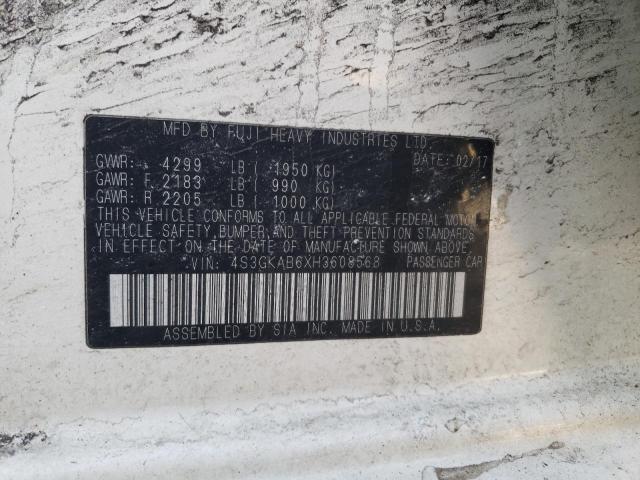 MFD BY FUJI HEAVY INDUSTRIES LTD.
DATE: 02/17
GVWR: 4299 LB ( 1950 KG)
GAWR: F. 2183 LB ( 990 KG)
GAWR: R. 2205 LB ( 1000 KG)
THIS VEHICLE CONFORMS TO ALL APPLICABLE FEDERAL MOTOR
VEHICLE SAFETY, BUMPER, AND THEFT PREVENTION STANDARDS
IN EFFECT ON THE DATE OF MANUFACTURE SHOWN ABOVE.
VIN: 4S3GKAB6XH3608568 PASSENGER CAR
ASSEMBLED BY SIA INC. MADE IN U.S.A.